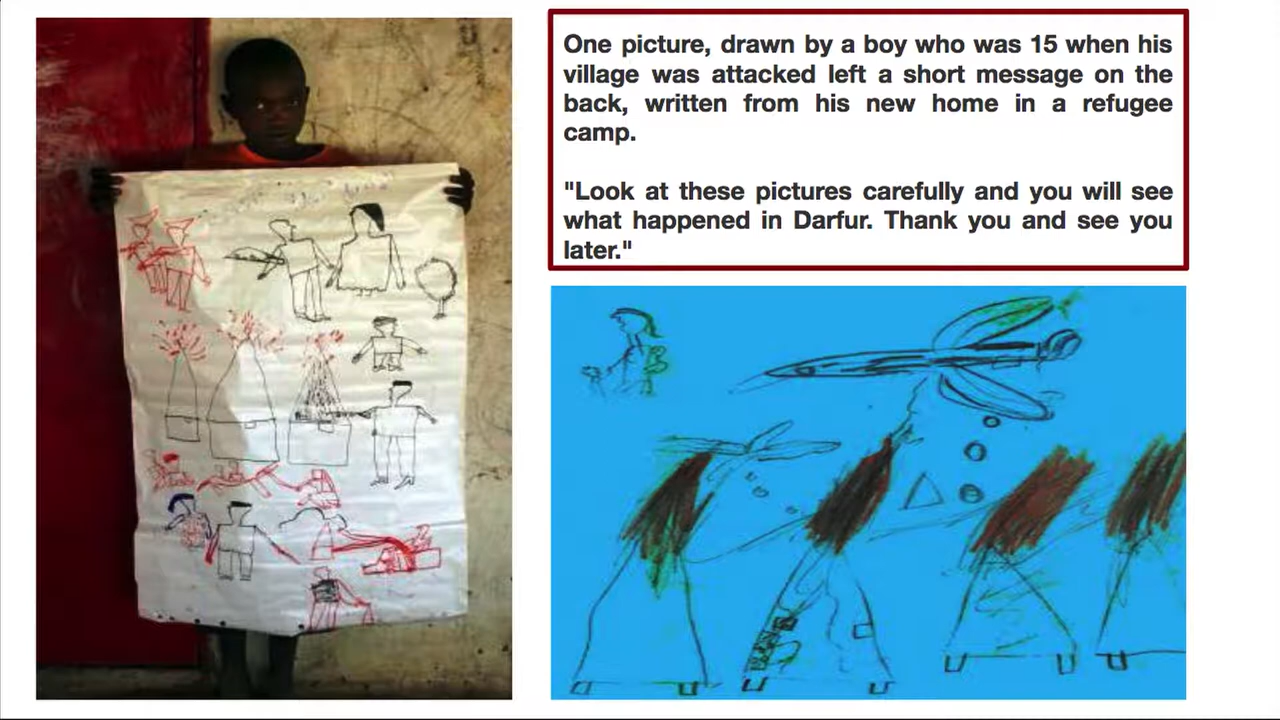 One picture, drawn by a boy who was 15 when his
village was attacked left a short message on the
back, written from his new home in a refugee
camp.
"Look at these pictures carefully and you will see
what happened in Darfur. Thank you and see you
later."